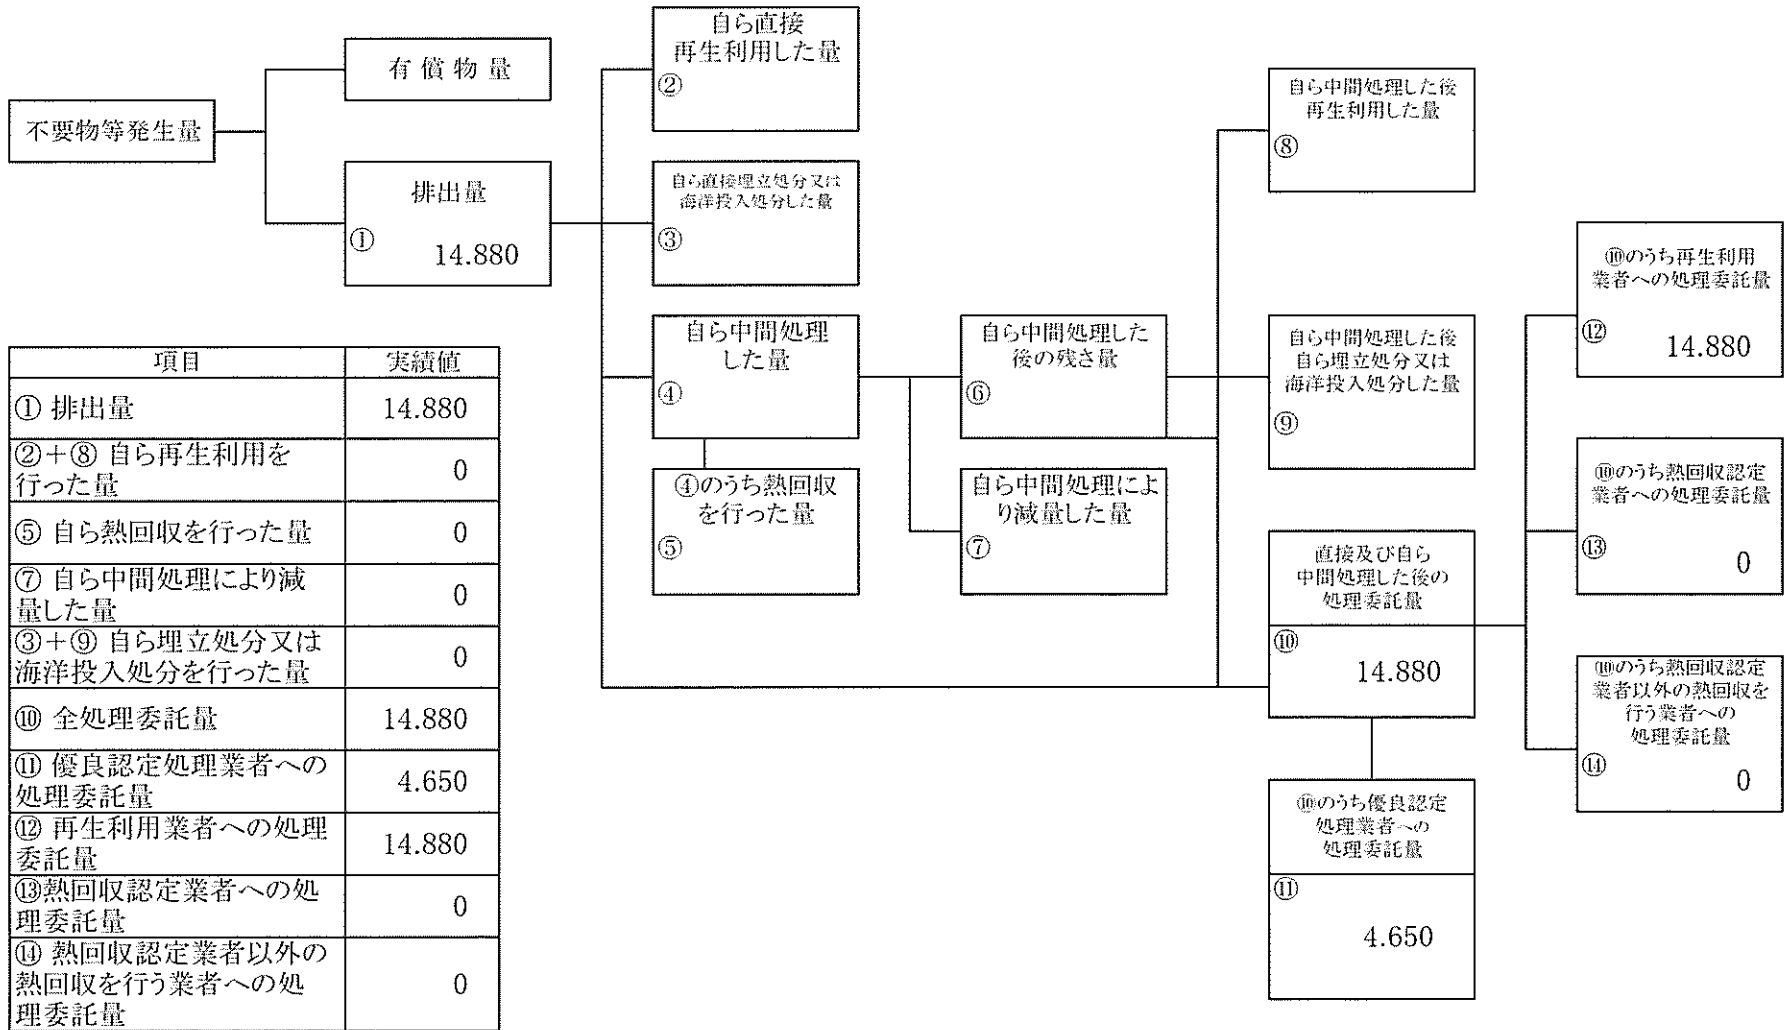 不要物等発生量
有償物量
排出量
①
14.880
自ら直接
再生利用した量
②
自ら直接埋立処分又は
海洋投入処分した量
③
自ら中間処理
した量
④
④のうち熱回収
を行った量
⑤
自ら中間処理した
後の残さ量
⑥
自ら中間処理によ
り減量した量
⑦
自ら中間処理した後
再生利用した量
⑧
自ら中間処理した後
自ら埋立処分又は
海洋投入処分した量
⑨
直接及び自ら
中間処理した後の
処理委託量
⑩
14.880
⑩のうち優良認定
処理業者への
処理委託量
⑪
4.650
⑩のうち再生利用
業者への処理委託量
⑫
14.880
⑩のうち熱回収認定
業者への処理委託量
⑬
0
⑩のうち熱回収認定
業者以外の熱回収を
行う業者への
処理委託量
⑭
0
項目 実績値
① 排出量 14.880
②＋⑧ 自ら再生利用を
行った量 0
⑤ 自ら熱回収を行った量 0
⑦ 自ら中間処理により減
量した量 0
③＋⑨ 自ら埋立処分又は
海洋投入処分を行った量 0
⑩ 全処理委託量 14.880
⑪ 優良認定処理業者への
処理委託量 4.650
⑫ 再生利用業者への処理
委託量 14.880
⑬熱回収認定業者への処
理委託量 0
⑭ 熱回収認定業者以外の
熱回収を行う業者への処
理委託量 0